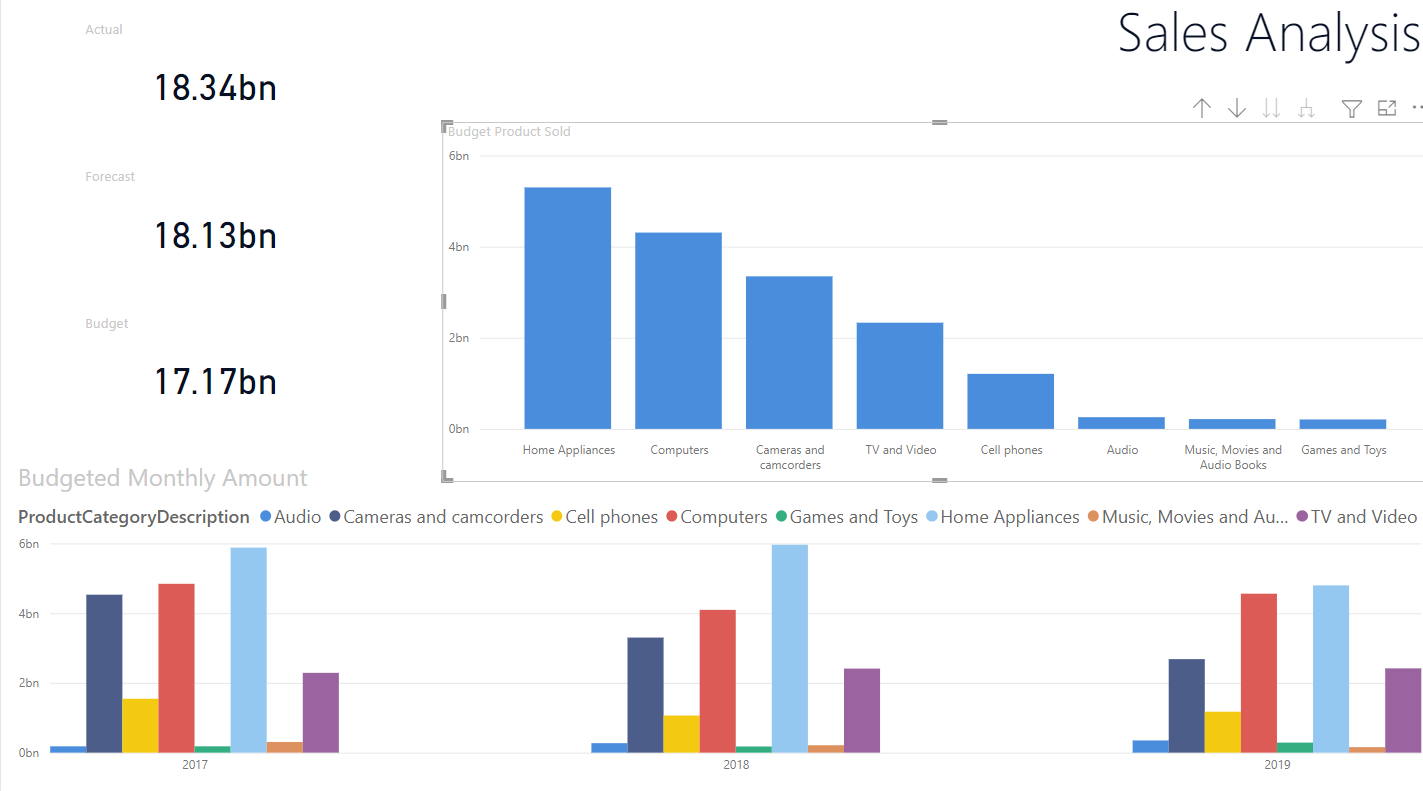 Sales Analysis
Actual
18.34bn
Forecast
18.13bn
Budget
17.17bn
Budget Product Sold
6bn
4bn
2bn
0bn
Home Appliances
Computers
Cameras and
camcorders
TV and Video
Cell phones
Audio
Music, Movies and
Audio Books
Games and Toys
Budgeted Monthly Amount
ProductCategoryDescription Audio Cameras and camcorders Cell phones Computers Games and Toys Home Appliances Music, Movies and Au... TV and Video
6bn
4bn
2bn
0bn
2017
2018
2019